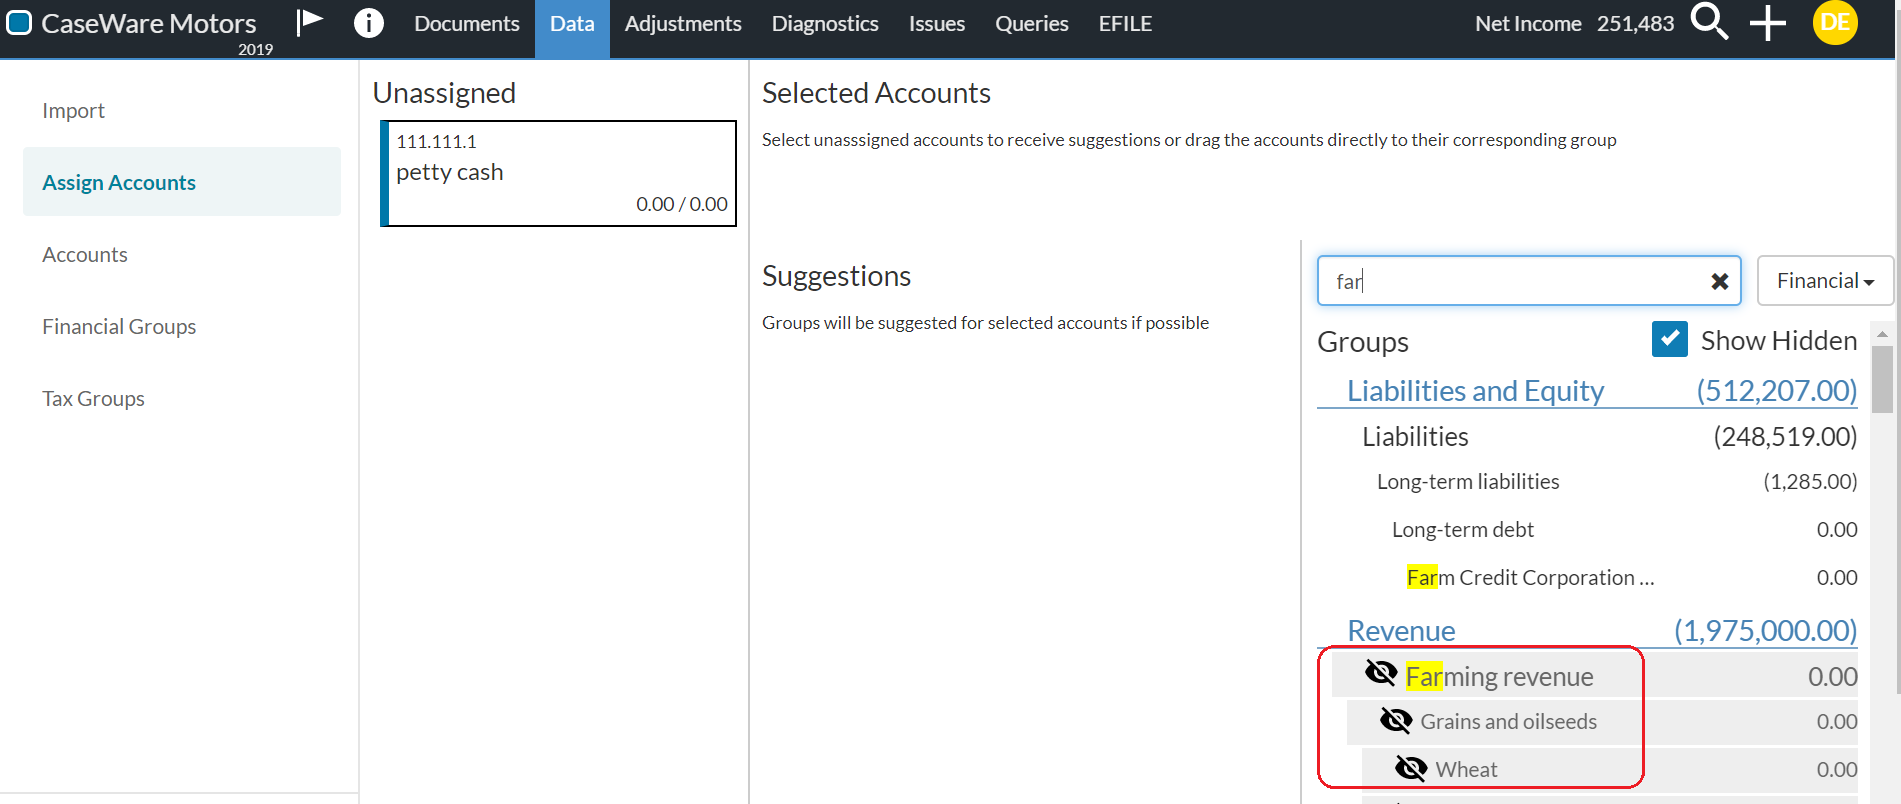 CaseWare Motors
2019
i
Documents
Data
Adjustments
Diagnostics
Issues
Queries
EFILE
Net Income 251,483
DE
Import
Assign Accounts
Accounts
Financial Groups
Tax Groups
Unassigned
111.111.1
petty cash
0.00 / 0.00
Selected Accounts
Select unasssigned accounts to receive suggestions or drag the accounts directly to their corresponding group
Suggestions
Groups will be suggested for selected accounts if possible
far
Financial
Groups
Show Hidden
Liabilities and Equity (512,207.00)
Liabilities (248,519.00)
Long-term liabilities (1,285.00)
Long-term debt 0.00
Farm Credit Corporation ... 0.00
Revenue (1,975,000.00)
Farming revenue 0.00
Grains and oilseeds 0.00
Wheat 0.00